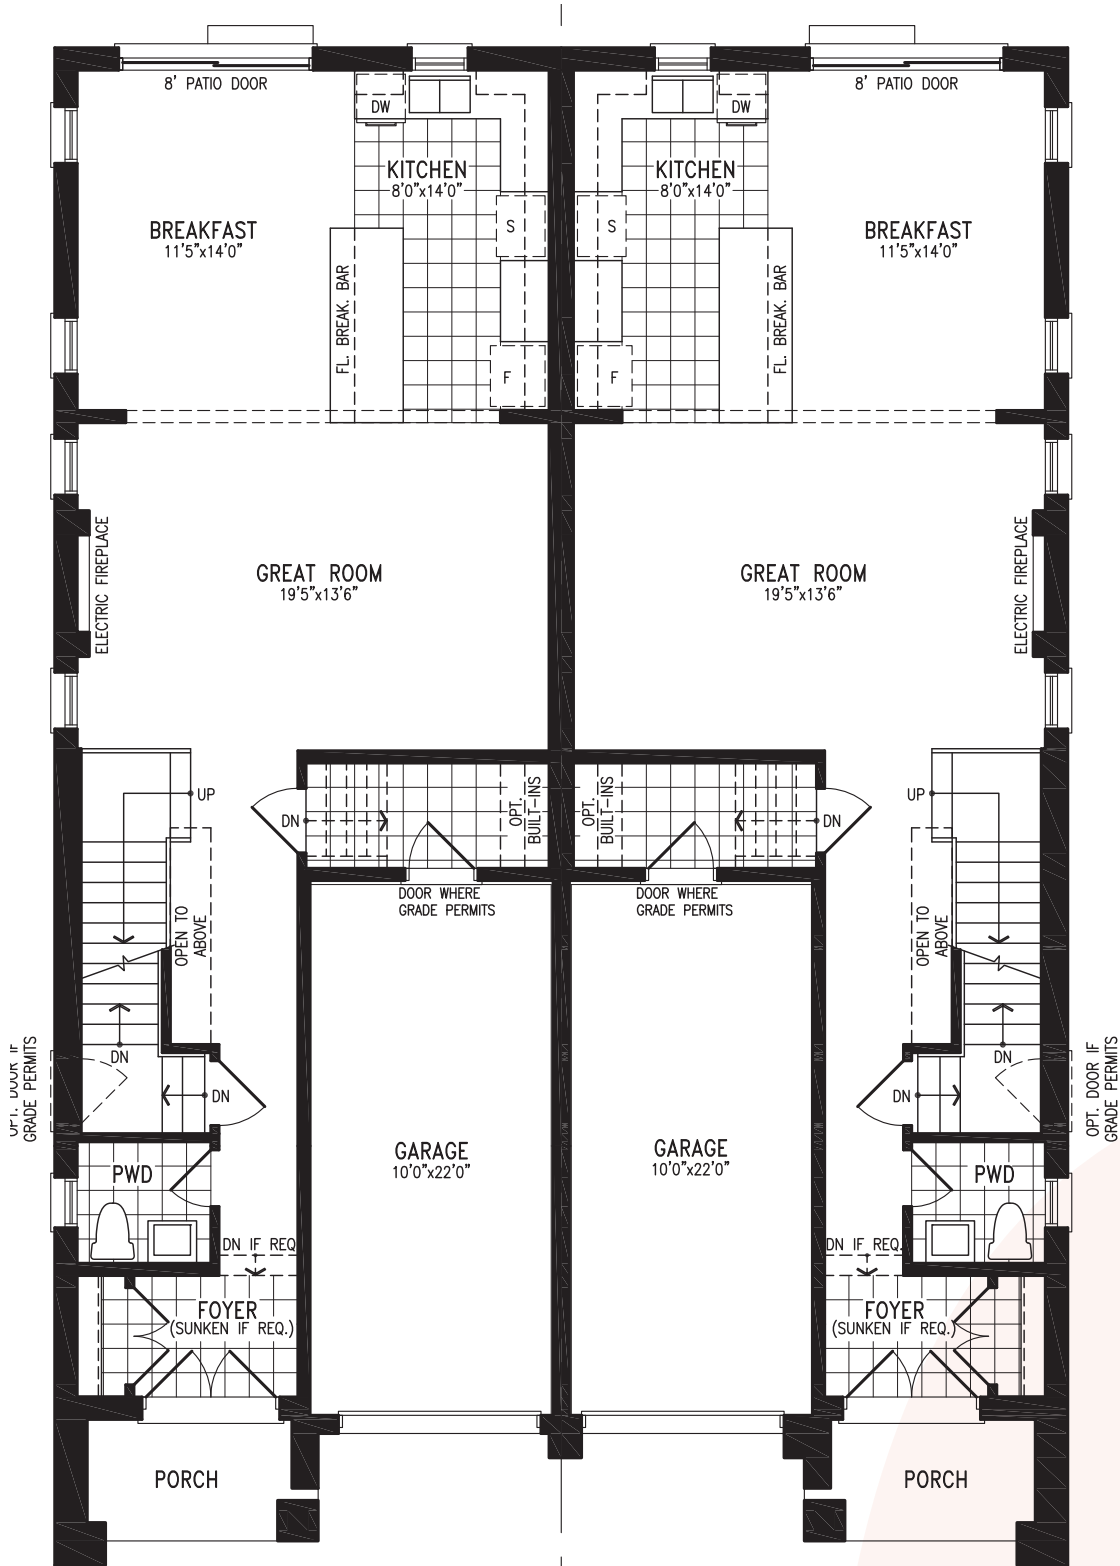 8' PATIO DOOR
8' PATIO DOOR
DW
DW
KITCHEN
8'0"x14'0"
KITCHEN
8'0"x14'0"
BREAKFAST
11'5"x14'0"
S
S
BREAKFAST
11'5"x14'0"
FL. BREAK. BAR
FL. BREAK. BAR
F
F
ELECTRIC FIREPLACE
GREAT ROOM
19'5"x13'6"
GREAT ROOM
19'5"x13'6"
ELECTRIC FIREPLACE
UP
DN
OPT.
BUILT-INS
OPT.
BUILT-INS
DN
UP
DOOR WHERE
GRADE PERMITS
DOOR WHERE
GRADE PERMITS
OPEN TO
ABOVE
OPEN TO
ABOVE
OPT. DOOR IF
GRADE PERMITS
DN
DN
DN
DN
OPT. DOOR IF
GRADE PERMITS
GARAGE
10'0"x22'0"
GARAGE
10'0"x22'0"
PWD
PWD
DN IF REQ.
DN IF REQ.
FOYER
(SUNKEN IF REQ.)
FOYER
(SUNKEN IF REQ.)
PORCH
PORCH